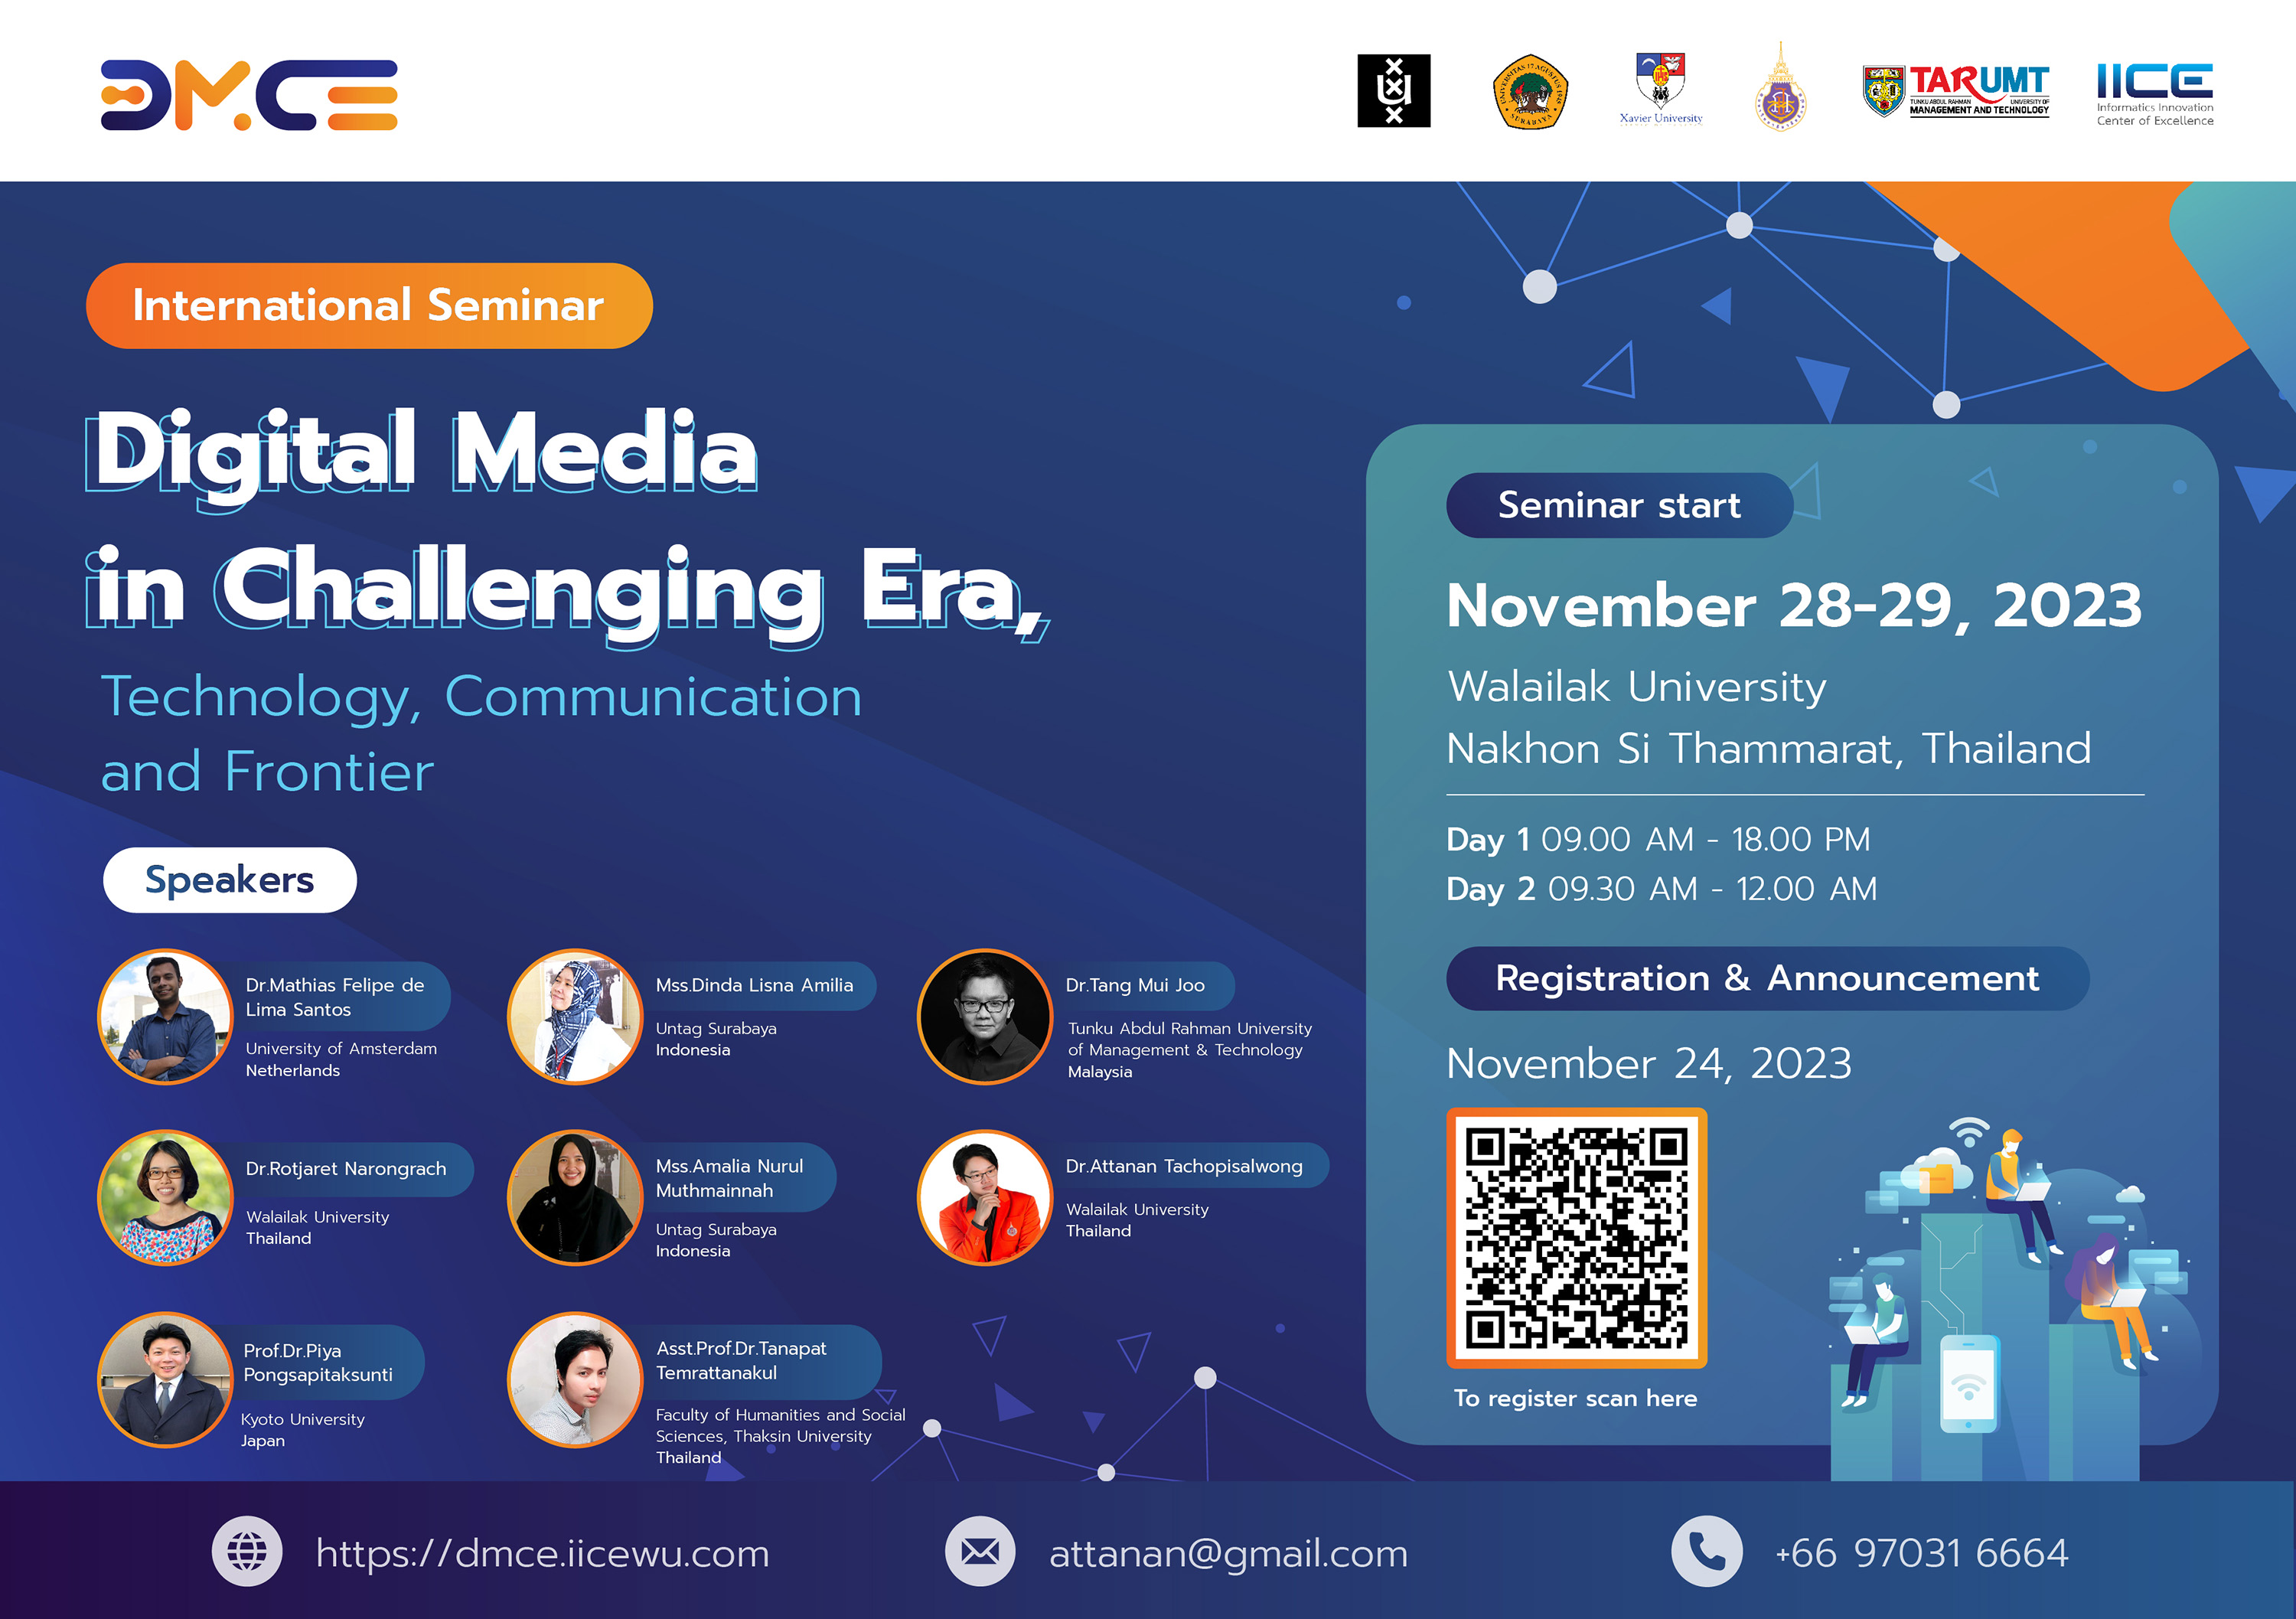 DMCE
UNIVERSITAS 17 AGUSTUS 1945
SURABAYA
Xavier University
TARUMT
TUNKU ABDUL RAHMAN UNIVERSITY OF
MANAGEMENT AND TECHNOLOGY
IICE
Informatics Innovation
Center of Excellence
International Seminar
Digital Media
in Challenging Era,
Technology, Communication
and Frontier
Speakers
Dr.Mathias Felipe de
Lima Santos
University of Amsterdam
Netherlands
Mss.Dinda Lisna Amilia
Untag Surabaya
Indonesia
Dr.Tang Mui Joo
Tunku Abdul Rahman University
of Management & Technology
Malaysia
Dr.Rotjaret Narongrach
Walailak University
Thailand
Mss.Amalia Nurul
Muthmainnah
Untag Surabaya
Indonesia
Dr.Attanan Tachopisalwong
Walailak University
Thailand
Prof.Dr.Piya
Pongsapitaksunti
Kyoto University
Japan
Asst.Prof.Dr.Tanapat
Temrattanakul
Faculty of Humanities and Social
Sciences, Thaksin University
Thailand
Seminar start
November 28-29, 2023
Walailak University
Nakhon Si Thammarat, Thailand
Day 1 09.00 AM - 18.00 PM
Day 2 09.30 AM - 12.00 AM
Registration & Announcement
November 24, 2023
To register scan here
https://dmce.iicewu.com
attanan@gmail.com
+66 97031 6664